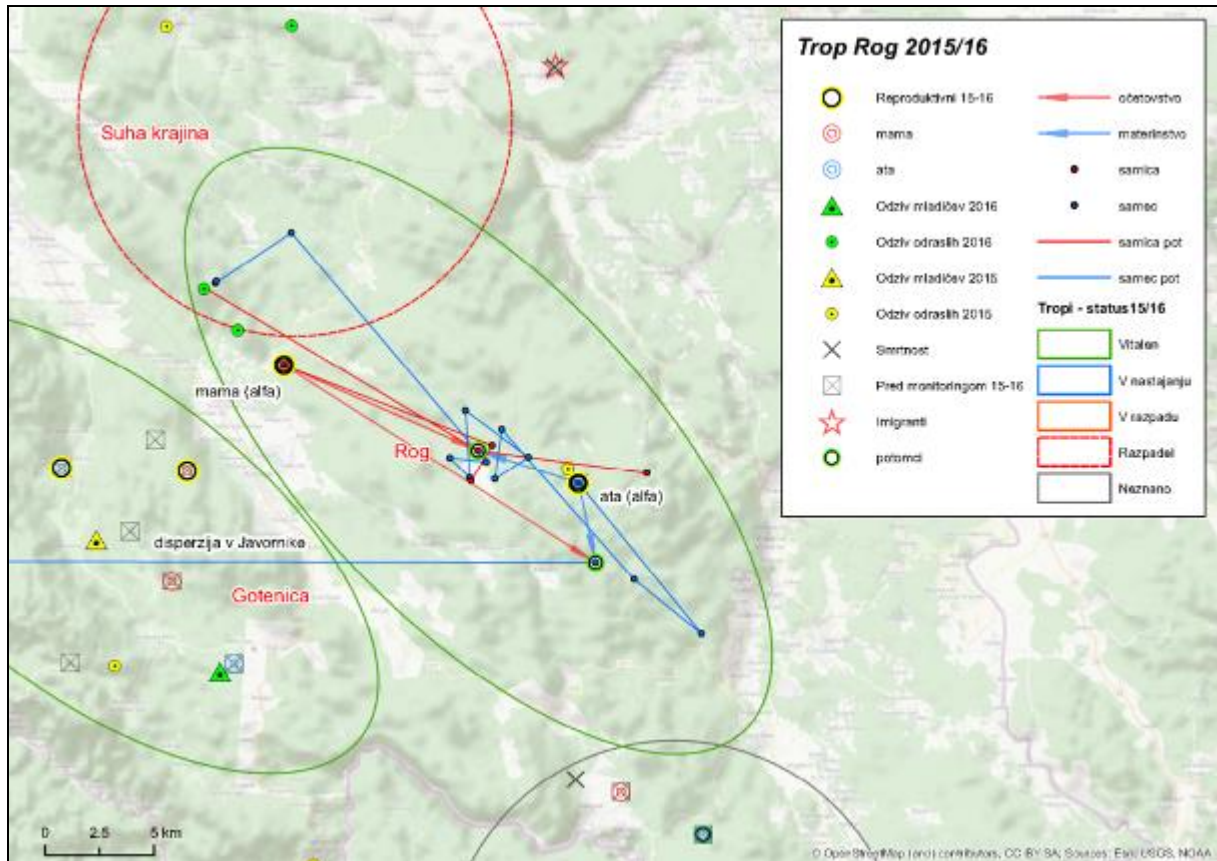 Trop Rog 2015/16
Reproduktivni 15-16
mama
ata
Odziv mladičev 2016
Odziv odraslih 2016
Odziv mladičev 2015
Odziv odraslih 2015
Smrtnost
Pred monitoringom 15-16
Imigranti
potomci
očetovstvo
materinstvo
samica
samec
samica pot
samec pot
Tropi - status15/16
Vitalen
V nastajanju
V razpadu
Razpadel
Neznano
Suha krajina
mama (alfa)
Rog
ata (alfa)
disperzija v Javornike...
Gotenica
0 2.5 5 km
© OpenStreetMap (and) contributors, CC-BY-SA, Sources: Esri, USGS, NOAA